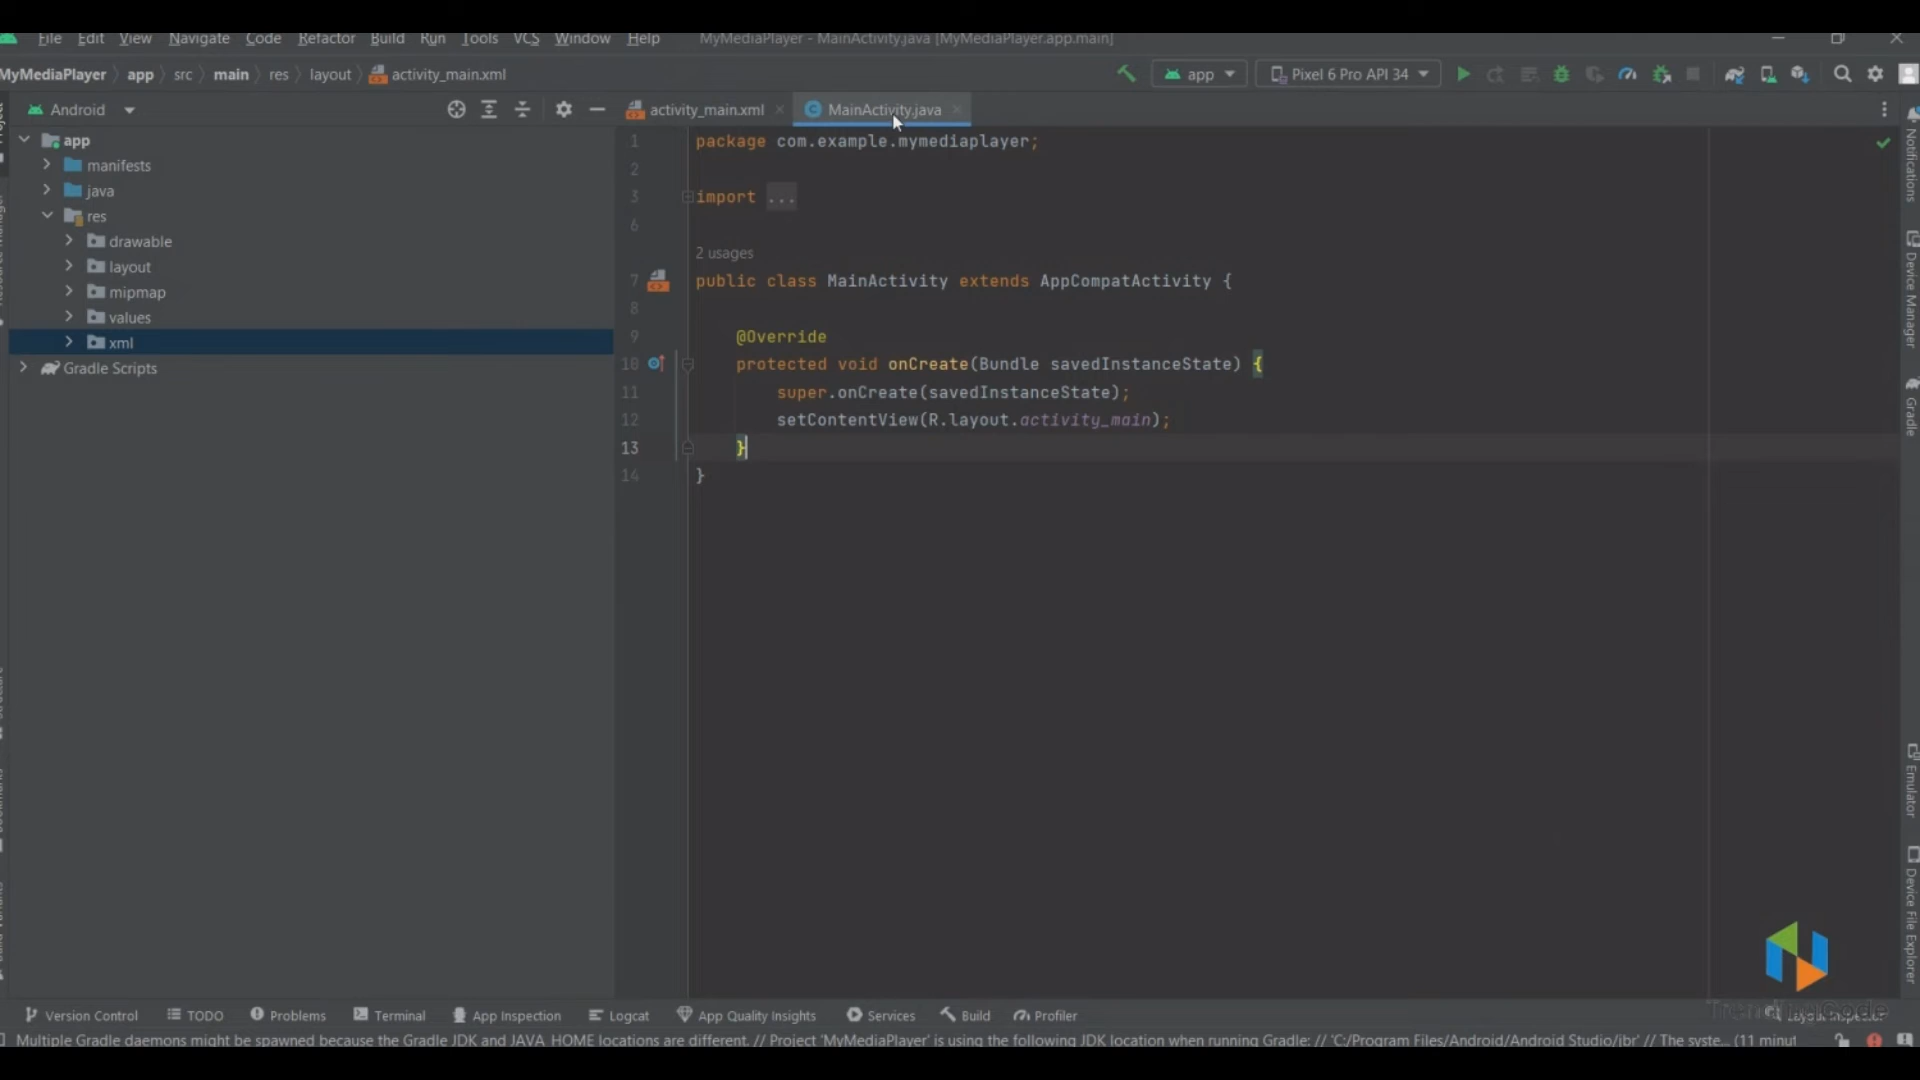 File Edit View Navigate Code Refactor Build Run Tools VCS Window Help MyMediaPlayer - MainActivity.java [MyMediaPlayer.app.main]
MyMediaPlayer app src main res layout activity_main.xml app Pixel 6 Pro API 34
Android activity_main.xml MainActivity.java
app
manifests
java
res
drawable
layout
mipmap
values
xml
Gradle Scripts
1 package com.example.mymediaplayer;
2
3 import ...
6
2 usages
7 public class MainActivity extends AppCompatActivity {
8
9 @Override
10 protected void onCreate(Bundle savedInstanceState) {
11 super.onCreate(savedInstanceState);
12 setContentView(R.layout.activity_main);
13 }
14 }
Notifications
Device Manager
Gradle
Emulator
Device File Explorer
Version Control TODO Problems Terminal App Inspection Logcat App Quality Insights Services Build Profiler
Multiple Gradle daemons might be spawned because the Gradle JDK and JAVA_HOME locations are different. // Project 'MyMediaPlayer' is using the following JDK location when running Gradle: // 'C:/Program Files/Android/Android Studio/jbr' // The syste... (11 minut